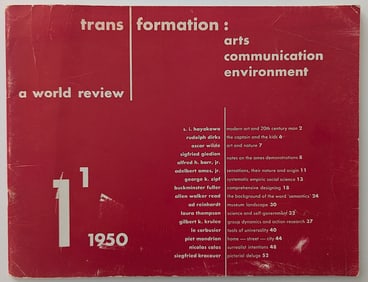 trans formation :
arts
communication
environment
a world review
s. i. hayakawa modern art and 20th century man 2
rudolph dirks the captain and the kids 6
oscar wilde art and nature 7
sigfried giedion
alfred h. barr, jr. notes on the ames demonstrations 8
adelbert ames, jr. sensations, their nature and origin 11
george k. zipf systematic empiric social science 13
buckminster fuller comprehensive designing 18
allen walker read the background of the word 'semantics' 24
ad reinhardt museum landscape 30
laura thompson science and self-government 32
gilbert k. krulee group dynamics and action research 37
le corbusier tools of universality 40
piet mondrian home — street — city 44
nicolas calas surrealist intentions 48
siegfried kracauer pictorial deluge 52
1 1 1950